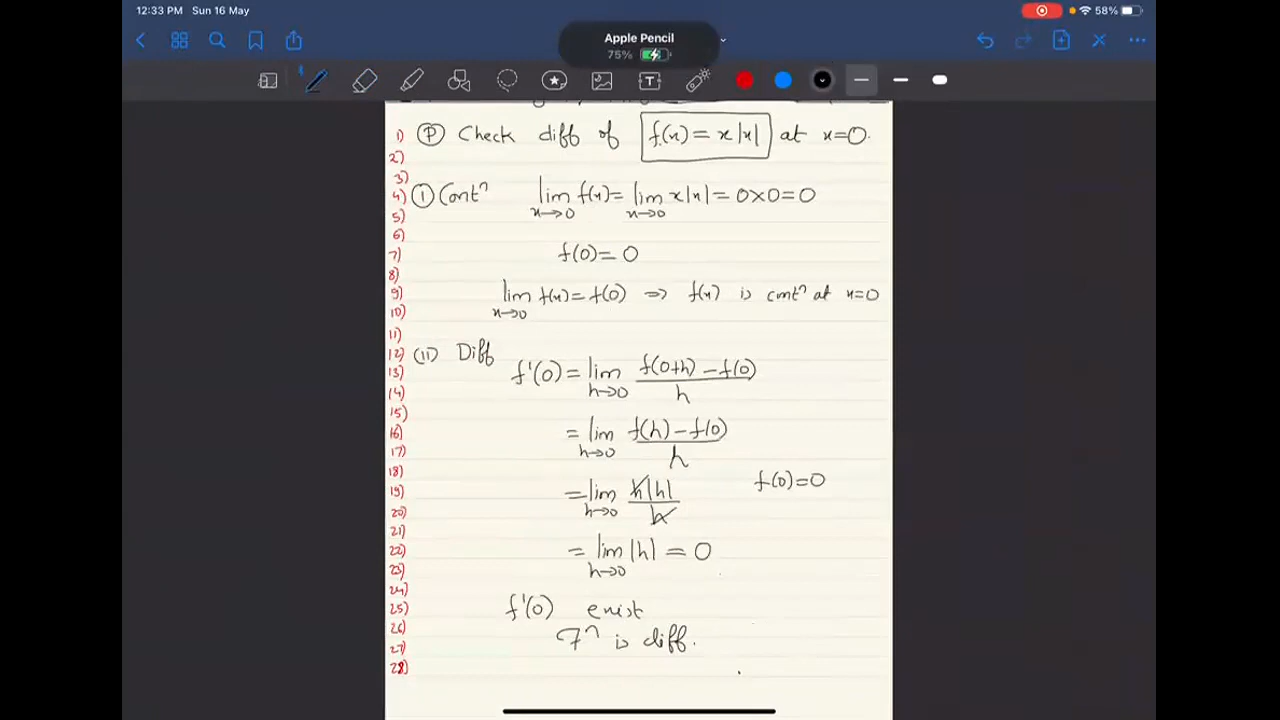 12:33 PM Sun 16 May
58%
Apple Pencil
75%
1) Ⓟ Check diff of f(x) = x|x| at x=0.
2)
3)
4) ① Contⁿ lim x→0 f(x) = lim x→0 x|x| = 0×0 = 0
5)
6)
7) f(0) = 0
8)
9) lim x→0 f(x) = f(0) ⇒ f(x) is contⁿ at x=0
10)
11)
12) (11) Diff
13) f'(0) = lim h→0 f(0+h) − f(0) / h
14)
15)
16) = lim h→0 f(h) − f(0) / h
17)
18)
19) = lim h→0 h|h| / h f(0)=0
20)
21)
22) = lim h→0 |h| = 0
23)
24)
25) f'(0) exist
26)
27) Fⁿ is diff.
28)